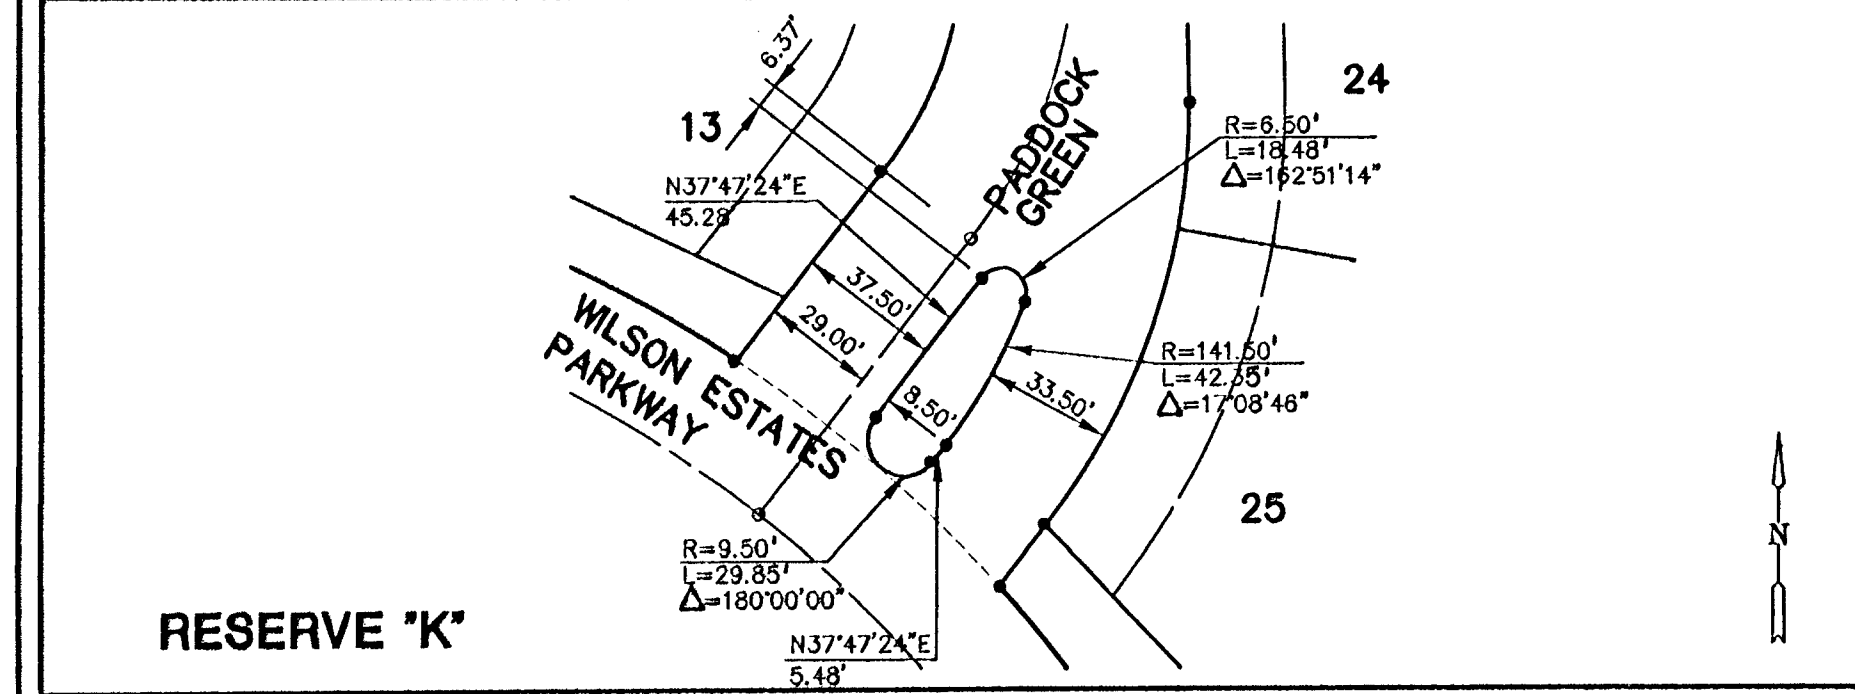 6.37'
24
13
PADDOCK
GREEN
R=6.50'
L=18.48'
Δ=162°51'14"
N37°47'24"E
45.28
37.50'
29.00'
WILSON ESTATES
PARKWAY
R=141.50'
L=42.35'
Δ=17°08'46"
33.50'
8.50'
25
N
R=9.50'
L=29.85'
Δ=180°00'00"
RESERVE "K"
N37°47'24"E
5.48'